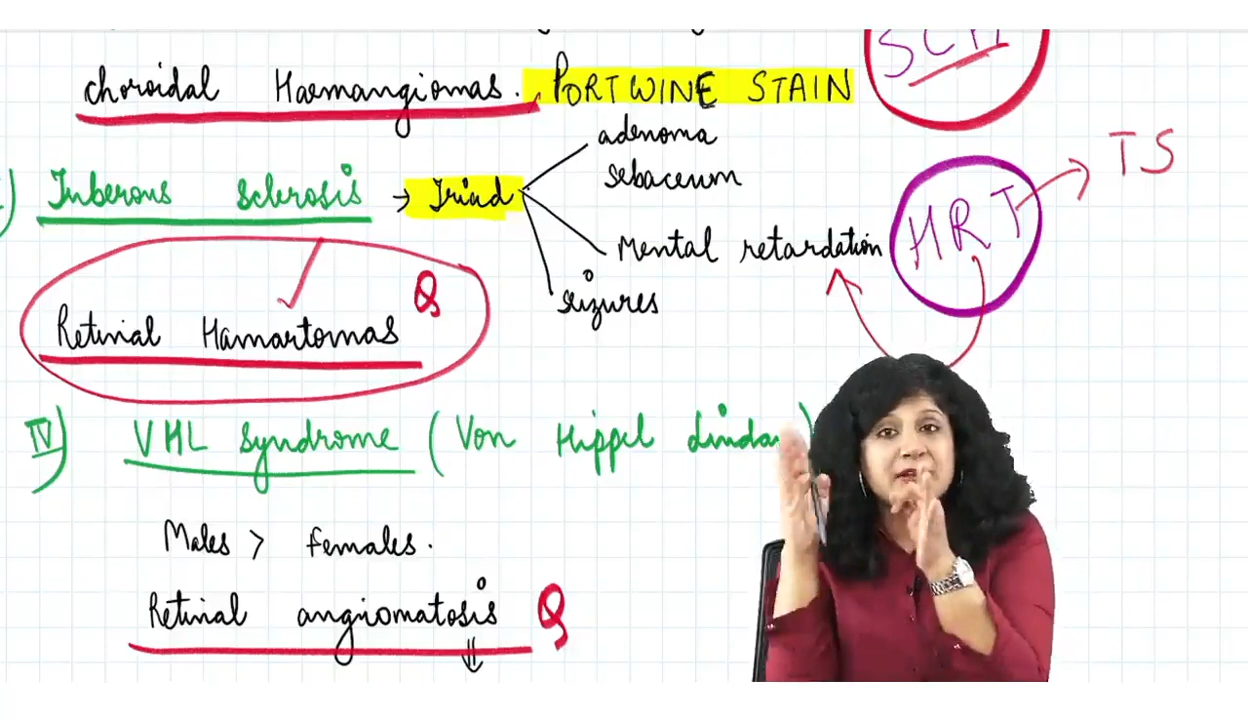 choroidal Haemangiomas. PORTWINE STAIN
SCH
adenoma
sebaceum
Tuberous Sclerosis → Triad
HRT → TS
Mental retardation
seizures
Retinal Hamartomas Q
IV) VHL Syndrome (Von Hippel Lindau)
Males > females.
Retinal angiomatosis Q